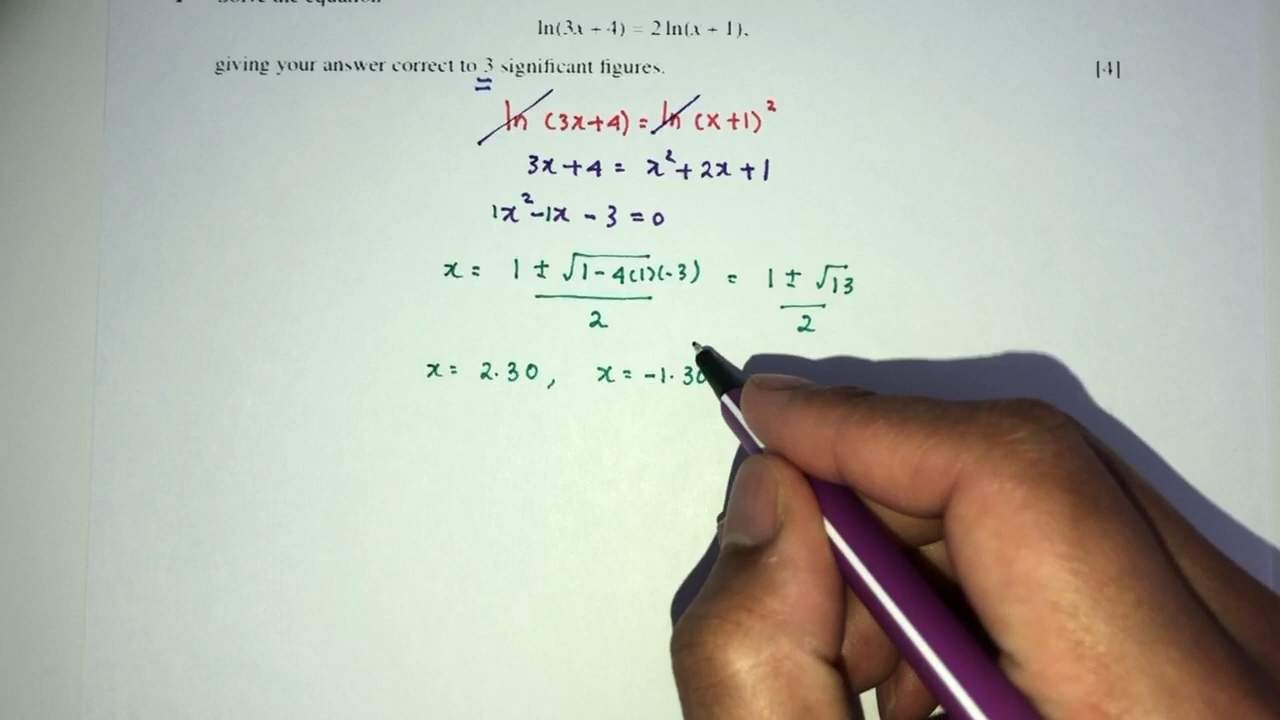 ln(3x + 4) = 2 ln(x + 1),
giving your answer correct to 3 significant figures. [4]
ln (3x+4) = ln (x+1)²
3x+4 = x²+2x+1
1x²-1x - 3 = 0
x = 1 ± √1-4(1)(-3) / 2 = 1 ± √13 / 2
x = 2.30, x = -1.30